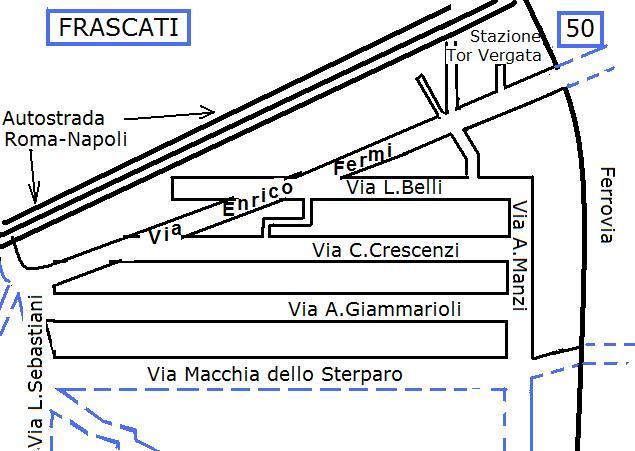 FRASCATI
50
Stazione
Tor Vergata
Autostrada
Roma-Napoli
Via Enrico Fermi
Via L.Belli
Ferrovia
Via A.Manzi
Via C.Crescenzi
Via A.Giammarioli
Via L.Sebastiani
Via Macchia dello Sterparo